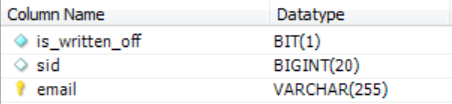 Column Name Datatype
is_written_off BIT(1)
sid BIGINT(20)
email VARCHAR(255)